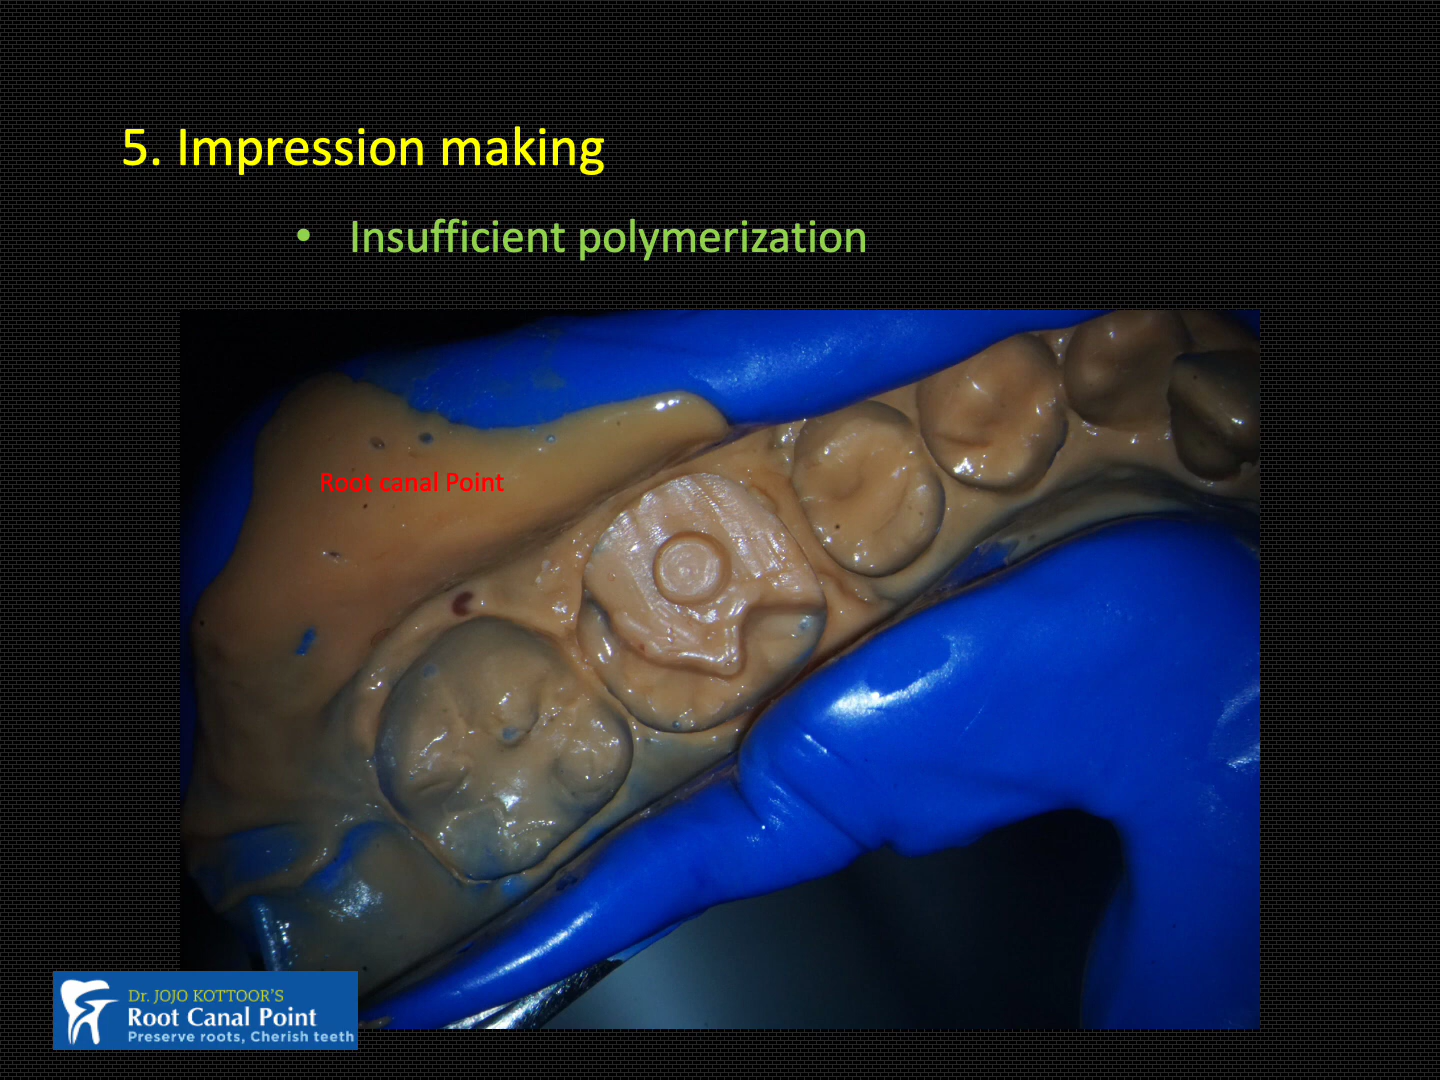 5. Impression making
• Insufficient polymerization
Root canal Point
Dr. JOJO KOTTOOR'S
Root Canal Point
Preserve roots, Cherish teeth